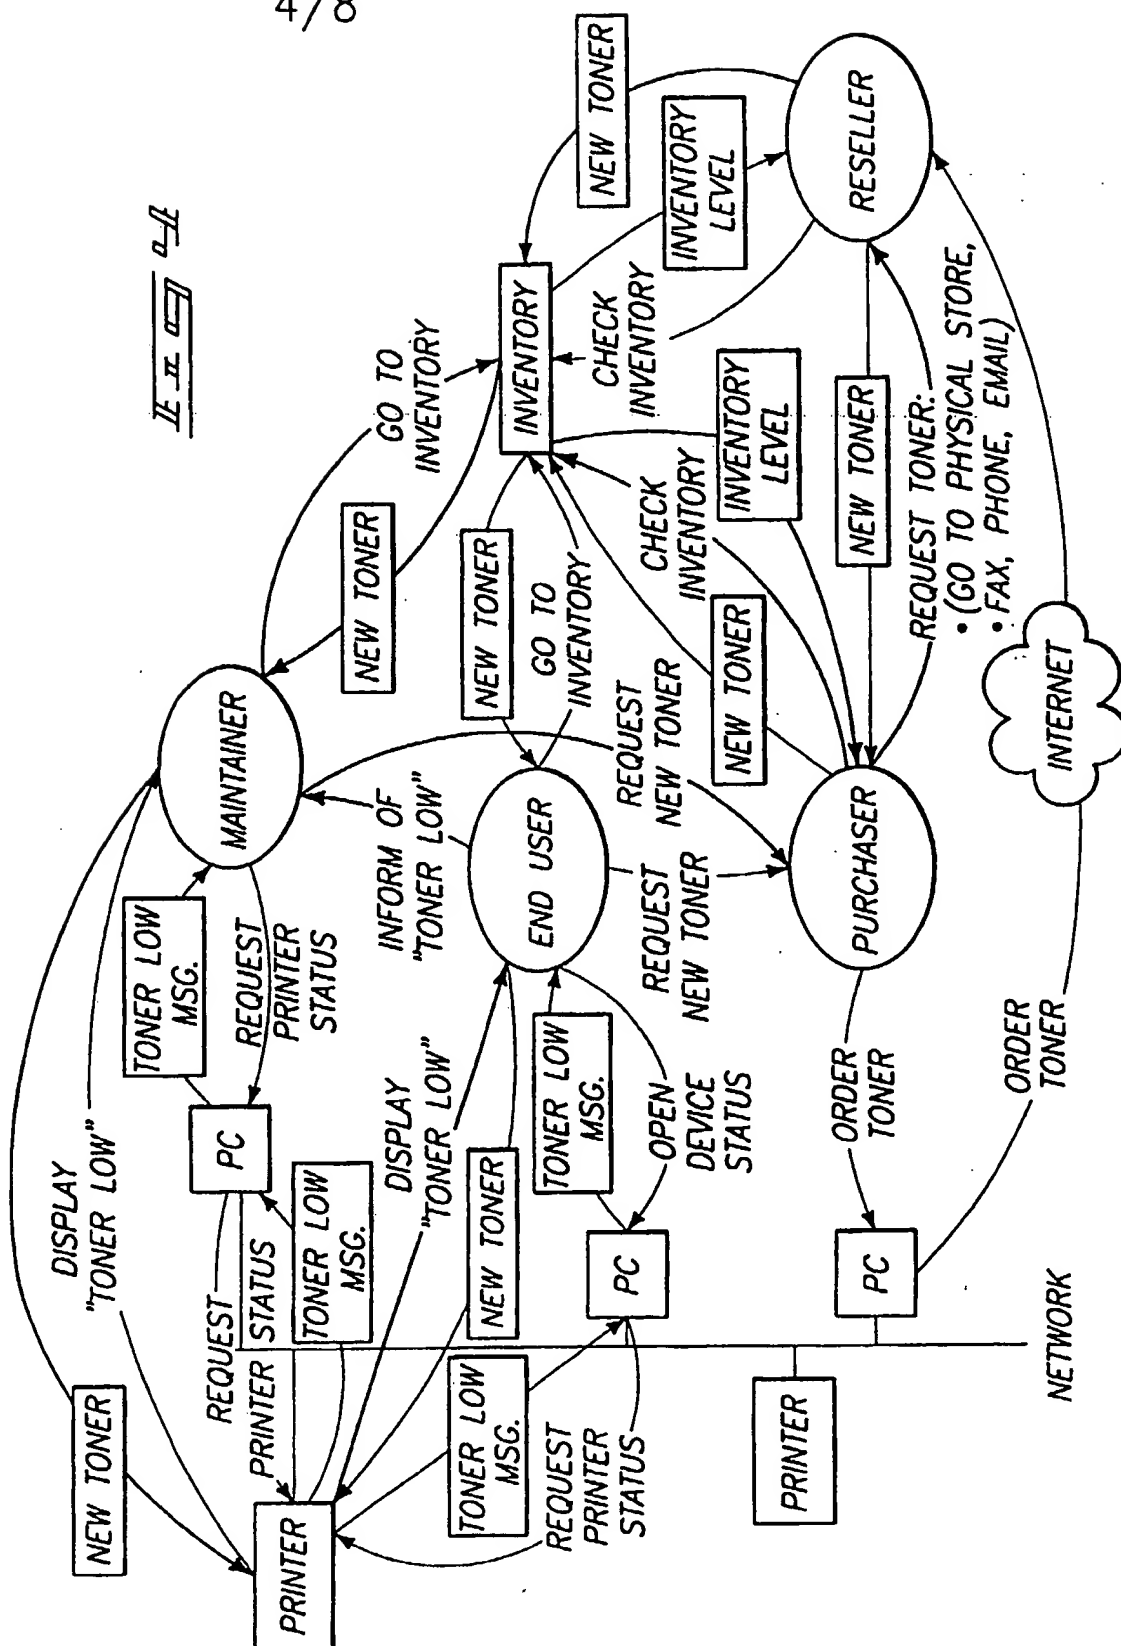 4/8
Fig 4A
NEW TONER
DISPLAY
"TONER LOW"
TONER LOW
MSG.
MAINTAINER
NEW TONER
GO TO
INVENTORY
REQUEST
PRINTER
STATUS
PC
REQUEST
PRINTER STATUS
TONER LOW
MSG.
PRINTER
INFORM OF
"TONER LOW"
DISPLAY
"TONER LOW"
NEW TONER
END USER
NEW TONER
GO TO
INVENTORY
INVENTORY
NEW TONER
INVENTORY
LEVEL
CHECK
INVENTORY
RESELLER
TONER LOW
MSG.
REQUEST
PRINTER
STATUS
TONER LOW
MSG.
OPEN
DEVICE
STATUS
PC
REQUEST
NEW TONER
REQUEST
NEW TONER
NEW TONER
CHECK
INVENTORY
INVENTORY
LEVEL
NEW TONER
PURCHASER
REQUEST TONER:
• (GO TO PHYSICAL STORE,
• FAX, PHONE, EMAIL)
ORDER
TONER
PC
PRINTER
NETWORK
ORDER
TONER
INTERNET